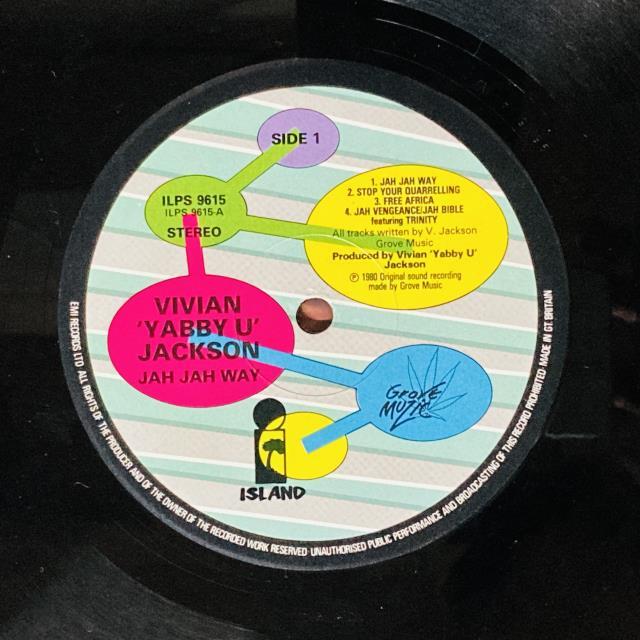 SIDE 1
ILPS 9615
ILPS 9615-A
STEREO
1. JAH JAH WAY
2. STOP YOUR QUARRELLING
3. FREE AFRICA
4. JAH VENGEANCE/JAH BIBLE
featuring TRINITY
All tracks written by V. Jackson
Grove Music
Produced by Vivian 'Yabby U'
Jackson
℗ 1980 Original sound recording
made by Grove Music
VIVIAN
'YABBY U'
JACKSON
JAH JAH WAY
GROVE
MUZIC
ISLAND
EMI RECORDS LTD ALL RIGHTS OF THE PRODUCER AND OF THE OWNER OF THE RECORDED WORK RESERVED·UNAUTHORISED PUBLIC PERFORMANCE AND BROADCASTING OF THIS RECORD PROHIBITED·MADE IN GT. BRITAIN